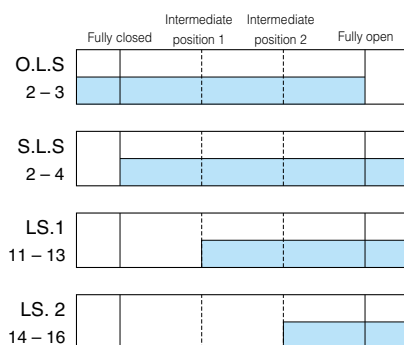 Intermediate Intermediate
Fully closed position 1 position 2 Fully open
O.L.S
2 – 3
S.L.S
2 – 4
LS.1
11 – 13
LS. 2
14 – 16